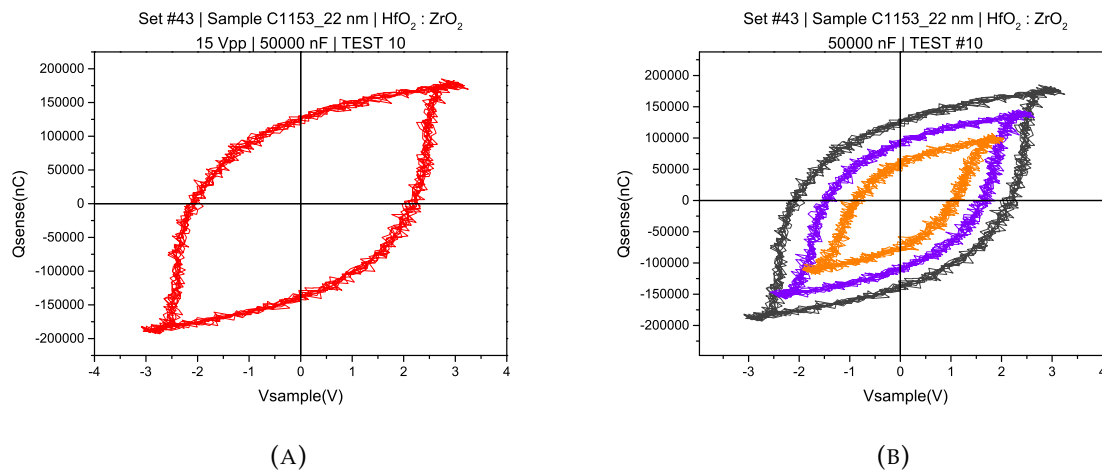 Set #43 | Sample C1153_22 nm | HfO₂ : ZrO₂
15 Vpp | 50000 nF | TEST 10
200000
150000
100000
50000
0
-50000
-100000
-150000
-200000
Qsense(nC)
-4 -3 -2 -1 0 1 2 3 4
Vsample(V)
(A)
Set #43 | Sample C1153_22 nm | HfO₂ : ZrO₂
50000 nF | TEST #10
200000
150000
100000
50000
0
-50000
-100000
-150000
-200000
Qsense(nC)
-3 -2 -1 0 1 2 3 4
Vsample(V)
(B)